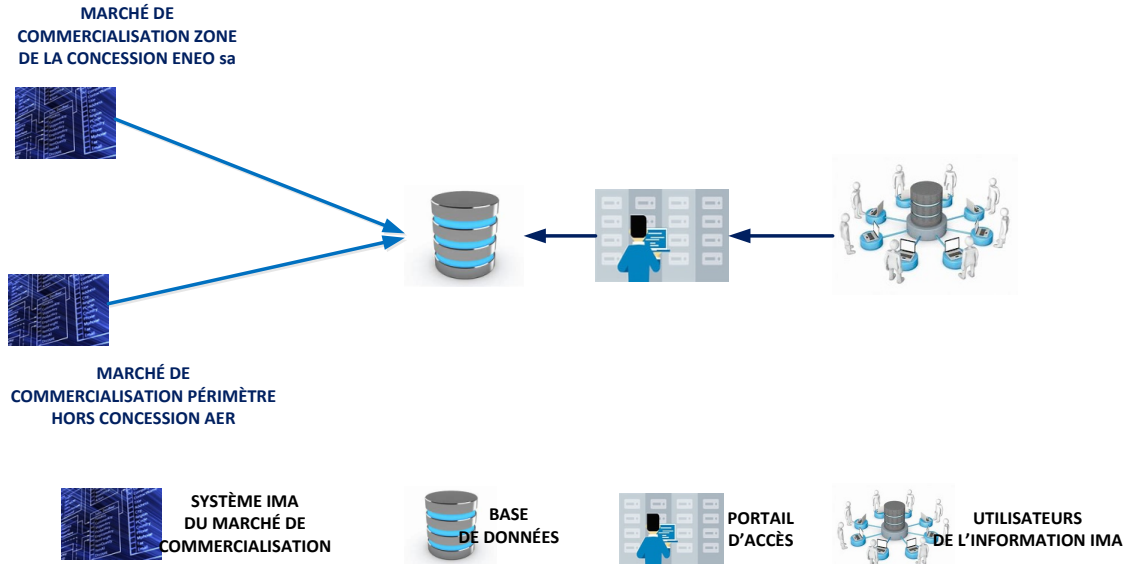 MARCHÉ DE
COMMERCIALISATION ZONE
DE LA CONCESSION ENEO sa
MARCHÉ DE
COMMERCIALISATION PÉRIMÈTRE
HORS CONCESSION AER
SYSTÈME IMA
DU MARCHÉ DE
COMMERCIALISATION
BASE
DE DONNÉES
PORTAIL
D'ACCÈS
UTILISATEURS
DE L'INFORMATION IMA